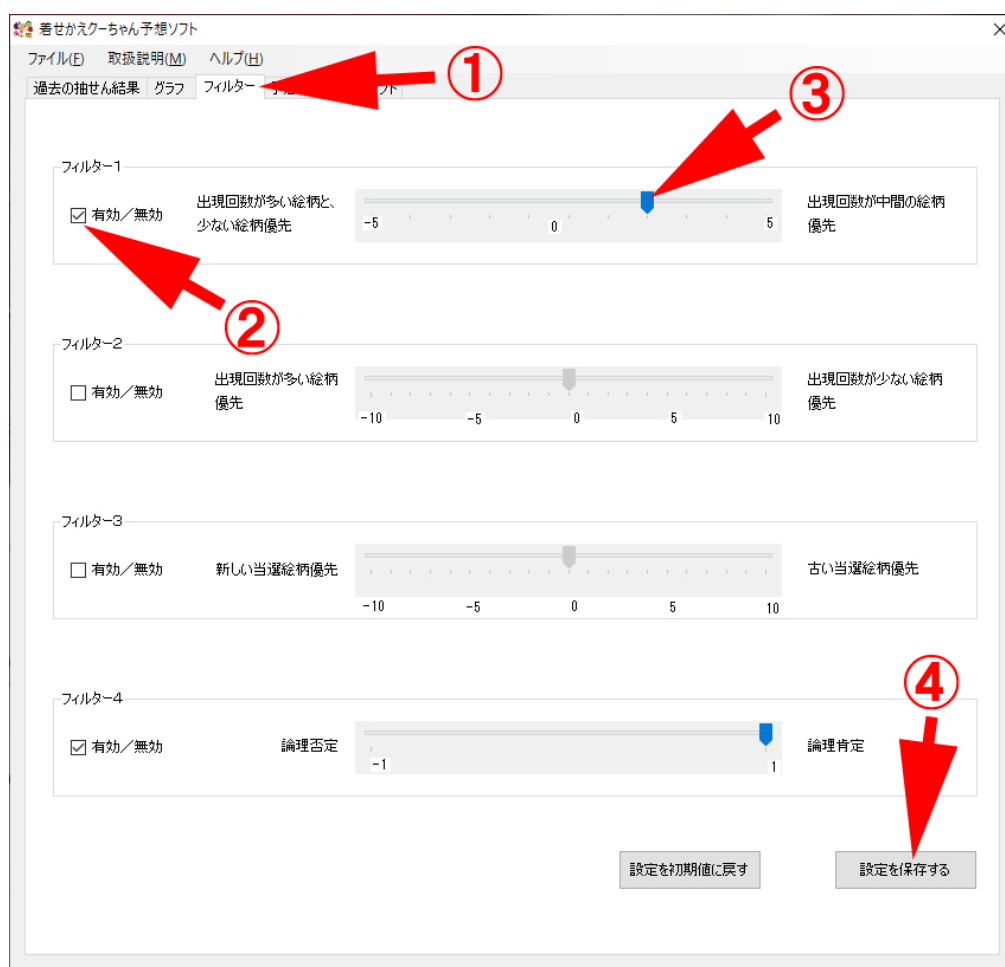 着せかえクーちゃん予想ソフト
ファイル(F) 取扱説明(M) ヘルプ(H)
①
過去の抽せん結果 グラフ フィルター
③
フィルター1
有効/無効
出現回数が多い絵柄と、
少ない絵柄優先
-5 0 5
出現回数が中間の絵柄
優先
②
フィルター2
有効/無効
出現回数が多い絵柄
優先
-10 -5 0 5 10
出現回数が少ない絵柄
優先
フィルター3
有効/無効
新しい当選絵柄優先
-10 -5 0 5 10
古い当選絵柄優先
④
フィルター4
有効/無効
論理否定
-1 1
論理肯定
設定を初期値に戻す
設定を保存する